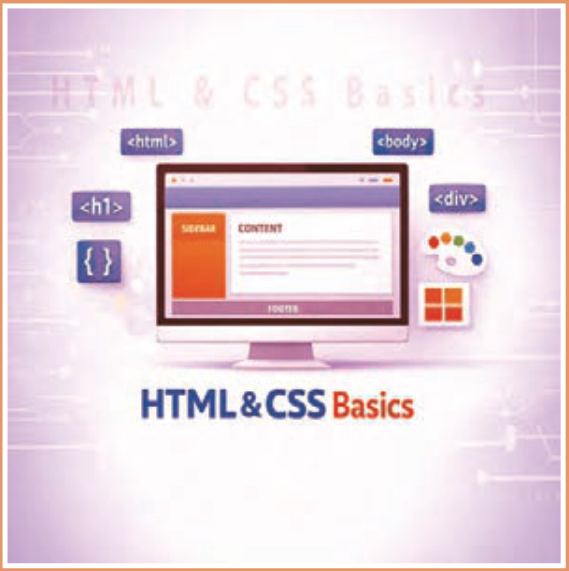 HTML & CSS Basics
<html>
<body>
<h1>
<div>
{ }
SIDEBAR
CONTENT
FOOTER
HTML & CSS Basics